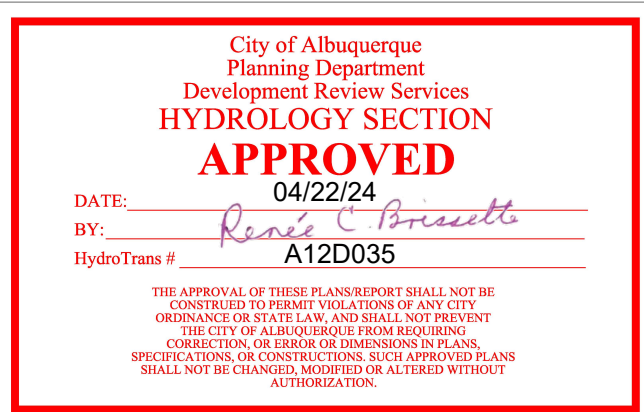 City of Albuquerque
Planning Department
Development Review Services
HYDROLOGY SECTION
APPROVED
DATE: 04/22/24
BY: Renée C. Brissette
HydroTrans # A12D035
THE APPROVAL OF THESE PLANS/REPORT SHALL NOT BE
CONSTRUED TO PERMIT VIOLATIONS OF ANY CITY
ORDINANCE OR STATE LAW, AND SHALL NOT PREVENT
THE CITY OF ALBUQUERQUE FROM REQUIRING
CORRECTION, OR ERROR OR DIMENSIONS IN PLANS,
SPECIFICATIONS, OR CONSTRUCTIONS. SUCH APPROVED PLANS
SHALL NOT BE CHANGED, MODIFIED OR ALTERED WITHOUT
AUTHORIZATION.